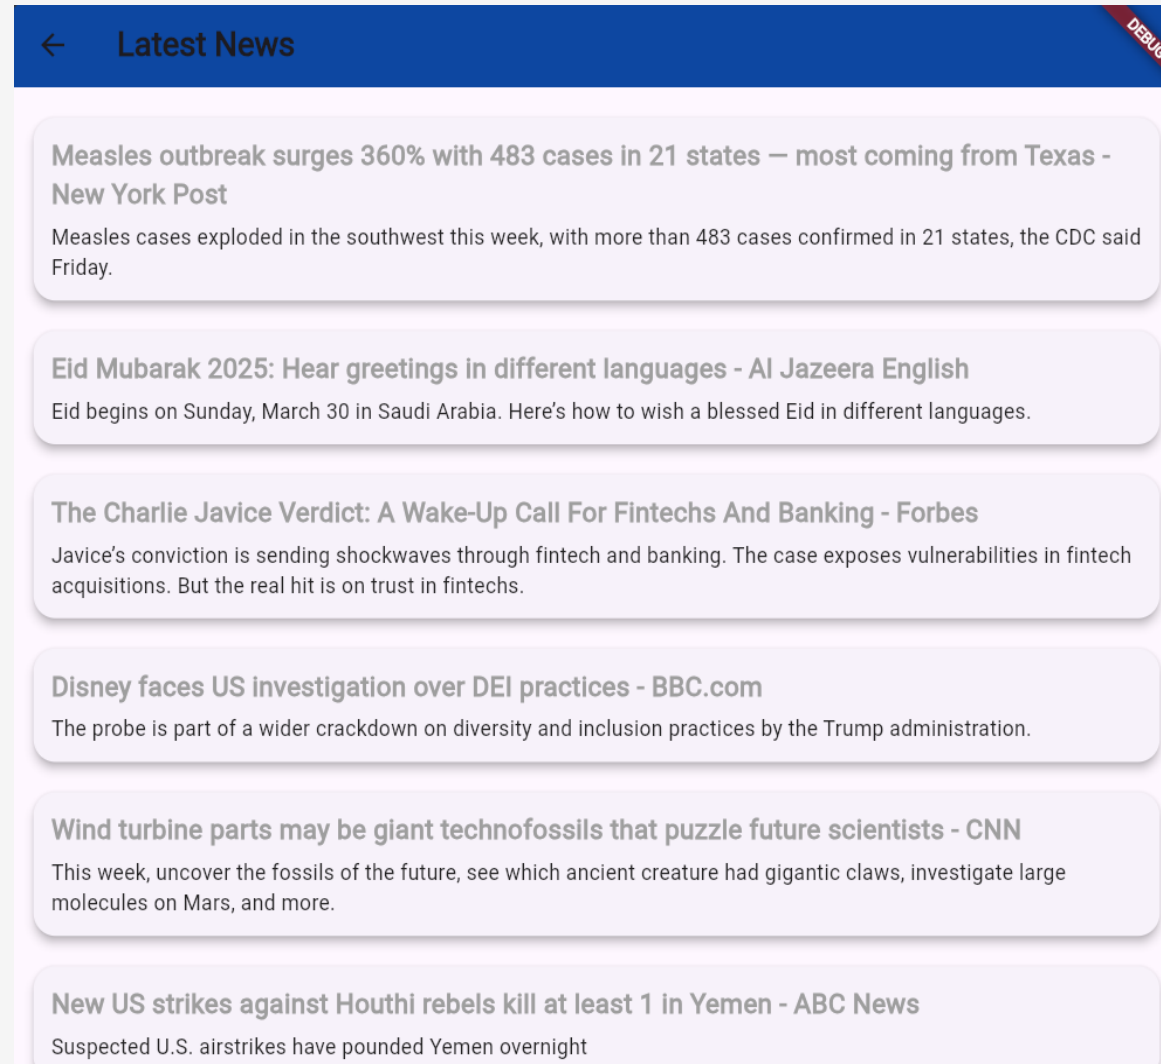 Latest News
DEBUG
Measles outbreak surges 360% with 483 cases in 21 states — most coming from Texas -
New York Post
Measles cases exploded in the southwest this week, with more than 483 cases confirmed in 21 states, the CDC said
Friday.
Eid Mubarak 2025: Hear greetings in different languages - Al Jazeera English
Eid begins on Sunday, March 30 in Saudi Arabia. Here’s how to wish a blessed Eid in different languages.
The Charlie Javice Verdict: A Wake-Up Call For Fintechs And Banking - Forbes
Javice’s conviction is sending shockwaves through fintech and banking. The case exposes vulnerabilities in fintech
acquisitions. But the real hit is on trust in fintechs.
Disney faces US investigation over DEI practices - BBC.com
The probe is part of a wider crackdown on diversity and inclusion practices by the Trump administration.
Wind turbine parts may be giant technofossils that puzzle future scientists - CNN
This week, uncover the fossils of the future, see which ancient creature had gigantic claws, investigate large
molecules on Mars, and more.
New US strikes against Houthi rebels kill at least 1 in Yemen - ABC News
Suspected U.S. airstrikes have pounded Yemen overnight